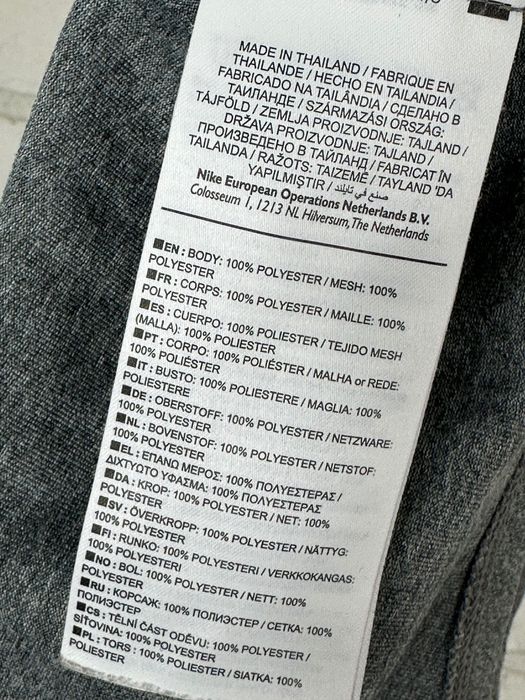 MADE IN THAILAND / FABRIQUE EN
THAILANDE / HECHO EN TAILANDIA /
FABRICADO NA TAILÂNDIA / СДЕЛАНО В
ТАИЛАНДЕ / SZÁRMAZÁSI ORSZÁG:
TÁJFÖLD / ZEMLJA PROIZVODNJE: TAJLAND /
DRŽAVA PROIZVODNJE: TAJLAND /
ПРОИЗВЕДЕНО В ТАЙЛАНД / FABRICAT ÎN
TAILANDA / RAŽOTS: TAIZEMĒ / TAYLAND 'DA
YAPILMIŞTIR / صنع في تايلند
Nike European Operations Netherlands B.V.
Colosseum 1, 1213 NL Hilversum, The Netherlands
EN : BODY: 100% POLYESTER / MESH: 100%
POLYESTER
FR : CORPS: 100% POLYESTER / MAILLE: 100%
POLYESTER
ES : CUERPO: 100% POLIESTER / TEJIDO MESH
(MALLA): 100% POLIESTER
PT : CORPO: 100% POLIÉSTER / MALHA or REDE:
100% POLIÉSTER
IT : BUSTO: 100% POLIESTERE / MAGLIA: 100%
POLIESTERE
DE : OBERSTOFF: 100% POLYESTER / NETZWARE:
100% POLYESTER
NL : BOVENSTOF: 100% POLYESTER / NETSTOF:
100% POLYESTER
EL : ΕΠΑΝΩ ΜΕΡΟΣ: 100% ΠΟΛΥΕΣΤΕΡΑΣ /
ΔΙΧΤΥΩΤΟ ΥΦΑΣΜΑ: 100% ΠΟΛΥΕΣΤΕΡΑΣ
DA : KROP: 100% POLYESTER / NET: 100%
POLYESTER
SV : ÖVERKROPP: 100% POLYESTER / NÄTTYG:
100% POLYESTER
FI : RUNKO: 100% POLYESTERI / VERKKOKANGAS:
100% POLYESTERI
NO : BOL: 100% POLYESTER / NETT: 100%
POLYESTER
RU : КОРСАЖ: 100% ПОЛИЭСТЕР / СЕТКА: 100%
ПОЛИЭСТЕР
CS : TĚLNÍ ČÁST ODĚVU: 100% POLYESTER /
SÍŤOVINA: 100% POLYESTER
PL : TORS : 100% POLIESTER / SIATKA: 100%
POLIESTER